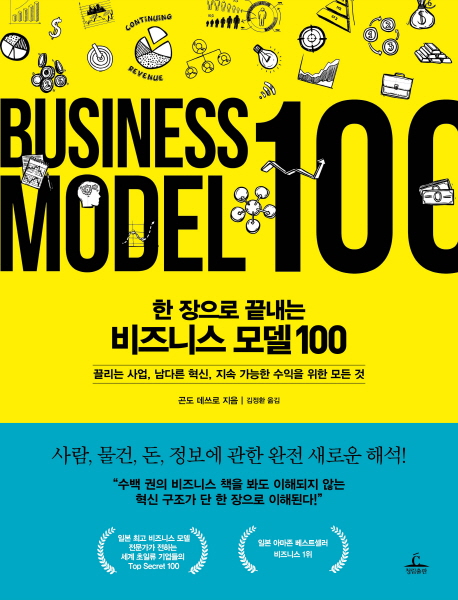 CONTINUING
REVENUE
BUSINESS
MODEL 100
한 장으로 끝내는
비즈니스 모델 100
끌리는 사업, 남다른 혁신, 지속 가능한 수익을 위한 모든 것
곤도 데쓰로 지음 | 김정환 옮김
사람, 물건, 돈, 정보에 관한 완전 새로운 해석!
“수백 권의 비즈니스 책을 봐도 이해되지 않는
혁신 구조가 단 한 장으로 이해된다!”
일본 최고 비즈니스 모델
전문가가 전하는
세계 초일류 기업들의
Top Secret 100
일본 아마존 베스트셀러
비즈니스 1위
청림출판